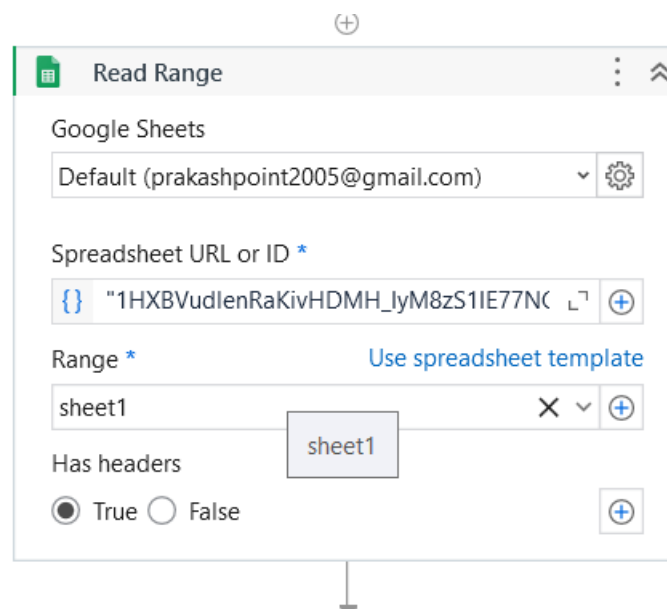 Read Range
Google Sheets
Default (prakashpoint2005@gmail.com)
Spreadsheet URL or ID *
{} 
Range * Use spreadsheet template
sheet1
sheet1
Has headers
True False